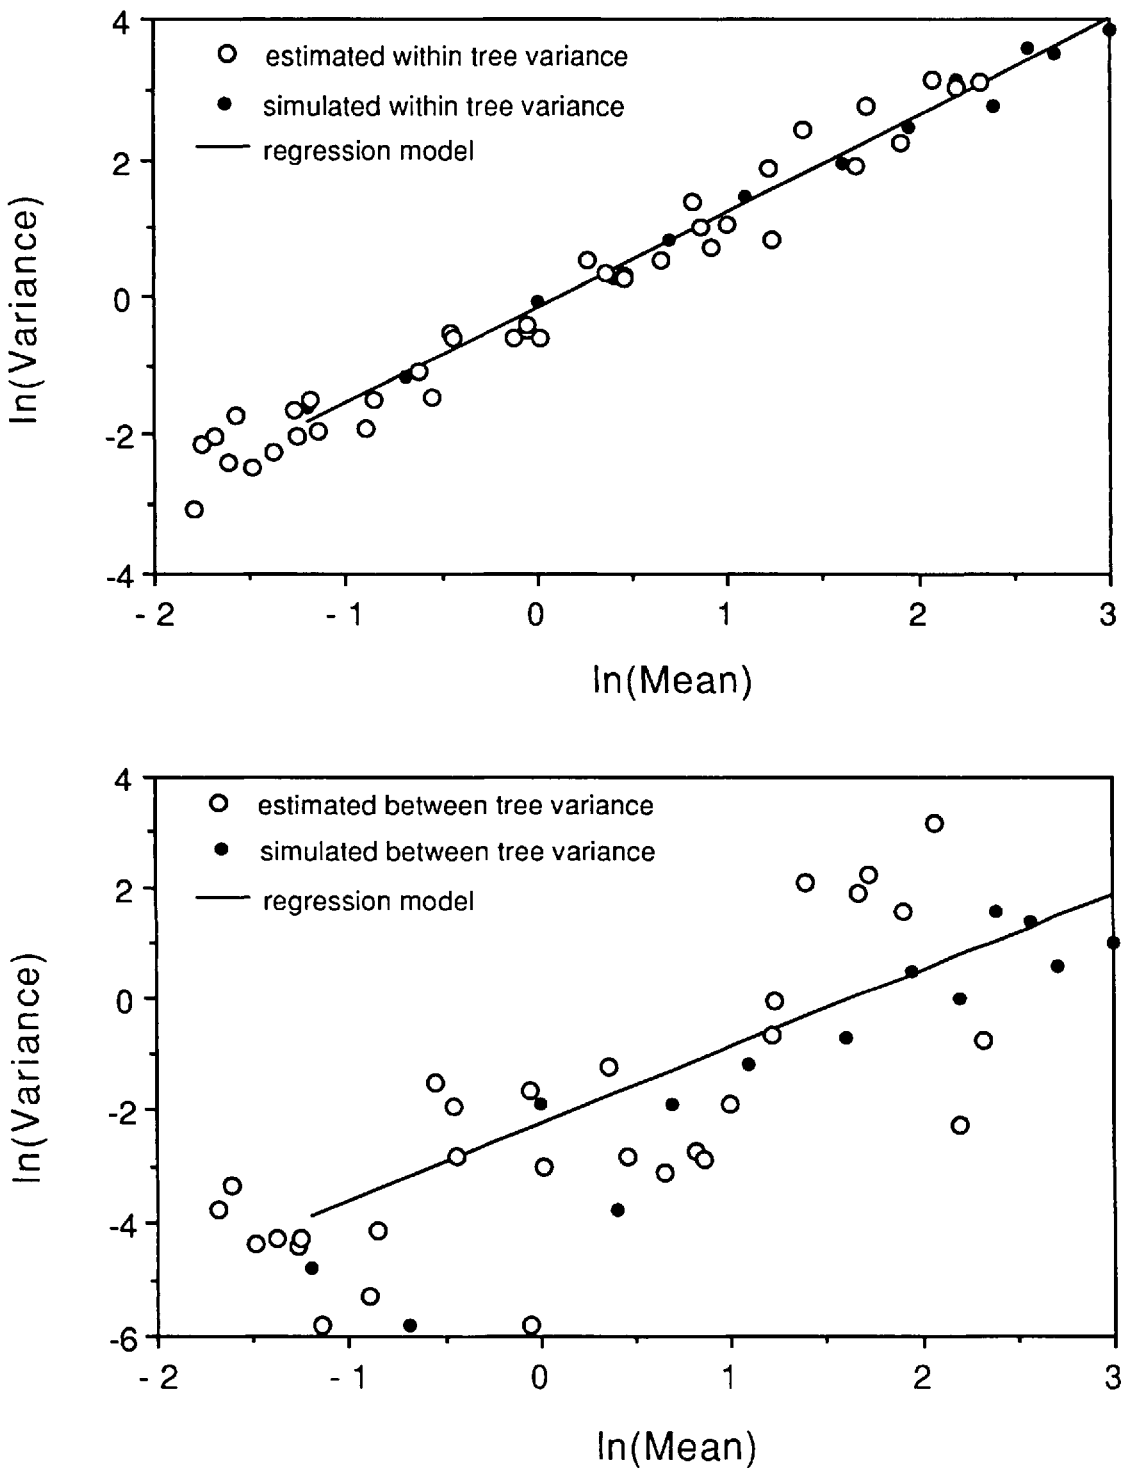 4
estimated within tree variance
simulated within tree variance
regression model
2
0
-2
-4
ln(Variance)
-2 -1 0 1 2 3
ln(Mean)
4
estimated between tree variance
simulated between tree variance
regression model
2
0
-2
-4
-6
ln(Variance)
-2 -1 0 1 2 3
ln(Mean)